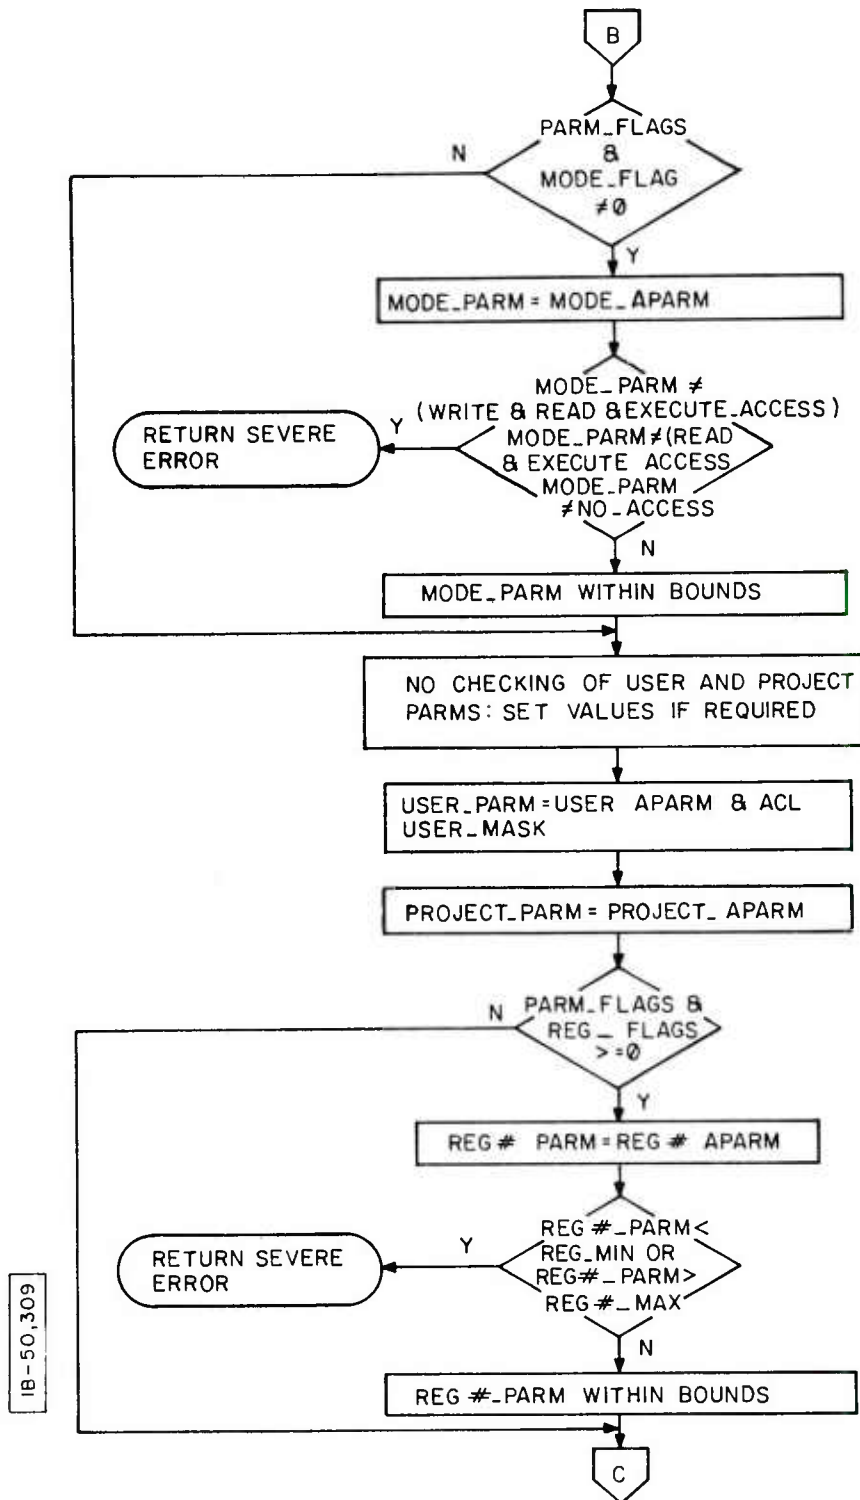 B
PARM_FLAGS
&
MODE_FLAG
≠0
N
Y
MODE_PARM = MODE_APARM
MODE_PARM ≠
(WRITE & READ & EXECUTE_ACCESS)
MODE_PARM ≠ (READ
& EXECUTE ACCESS
MODE_PARM
≠NO_ACCESS
Y
RETURN SEVERE
ERROR
N
MODE_PARM WITHIN BOUNDS
NO CHECKING OF USER AND PROJECT
PARMS: SET VALUES IF REQUIRED
USER_PARM = USER APARM & ACL
USER_MASK
PROJECT_PARM = PROJECT_APARM
N
PARM_FLAGS &
REG_ FLAGS
>=0
Y
REG# PARM = REG# APARM
REG#_PARM<
REG_MIN OR
REG#_PARM>
REG#_MAX
Y
RETURN SEVERE
ERROR
N
REG#_PARM WITHIN BOUNDS
C
IB-50,309